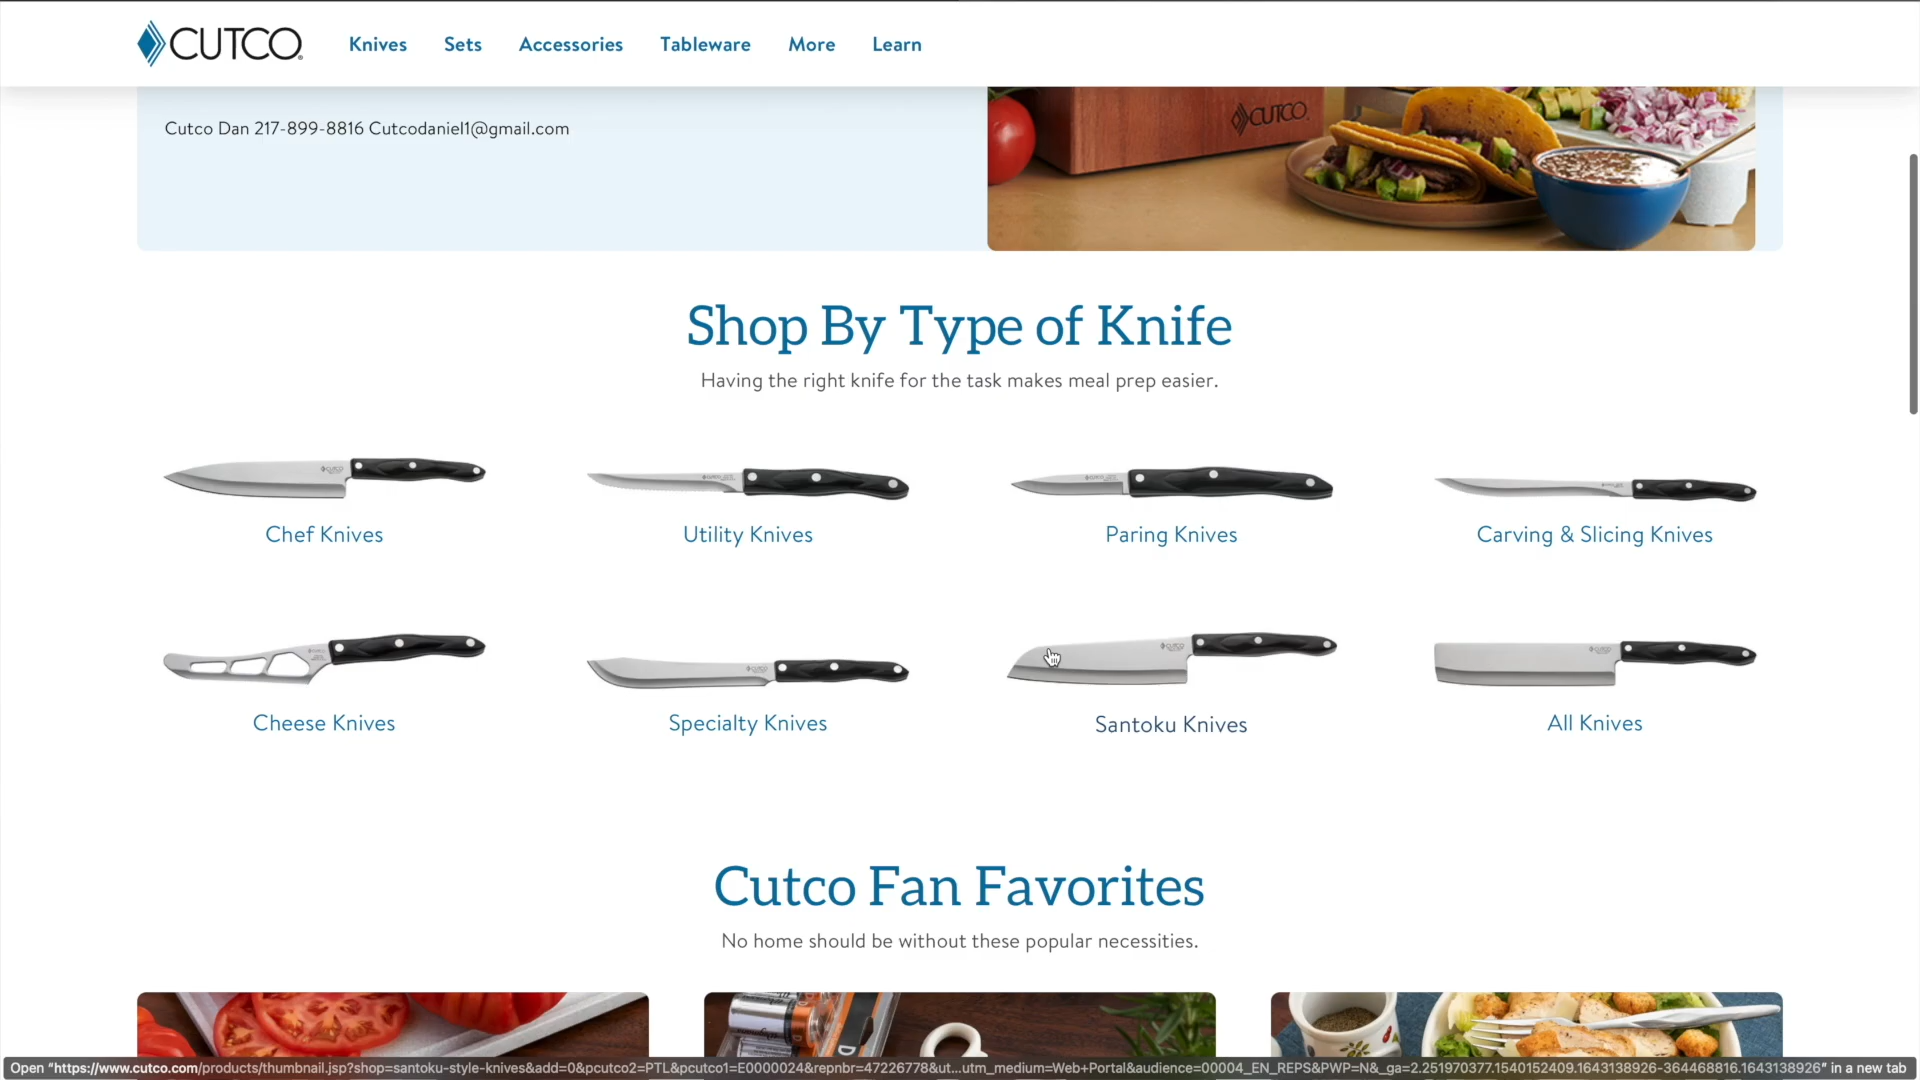 CUTCO
Knives
Sets
Accessories
Tableware
More
Learn
Cutco Dan 217-899-8816 Cutcodaniel1@gmail.com
CUTCO
Shop By Type of Knife
Having the right knife for the task makes meal prep easier.
Chef Knives
Utility Knives
Paring Knives
Carving & Slicing Knives
Cheese Knives
Specialty Knives
Santoku Knives
All Knives
Cutco Fan Favorites
No home should be without these popular necessities.
Open “https://www.cutco.com/products/thumbnail.jsp?shop=santoku-style-knives&add=0&pcutco2=PTL&pcutco1=E0000024&repnbr=47226778&ut...utm_medium=Web+Portal&audience=00004_EN_REPS&PWP=N&_ga=2.251970377.1540152409.1643138926-364468816.1643138926” in a new tab